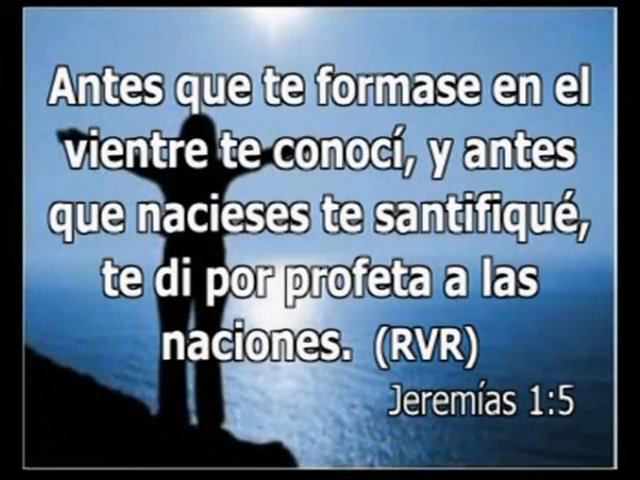 Antes que te formase en el
vientre te conocí, y antes
que nacieses te santifiqué,
te di por profeta a las
naciones. (RVR)
Jeremías 1:5